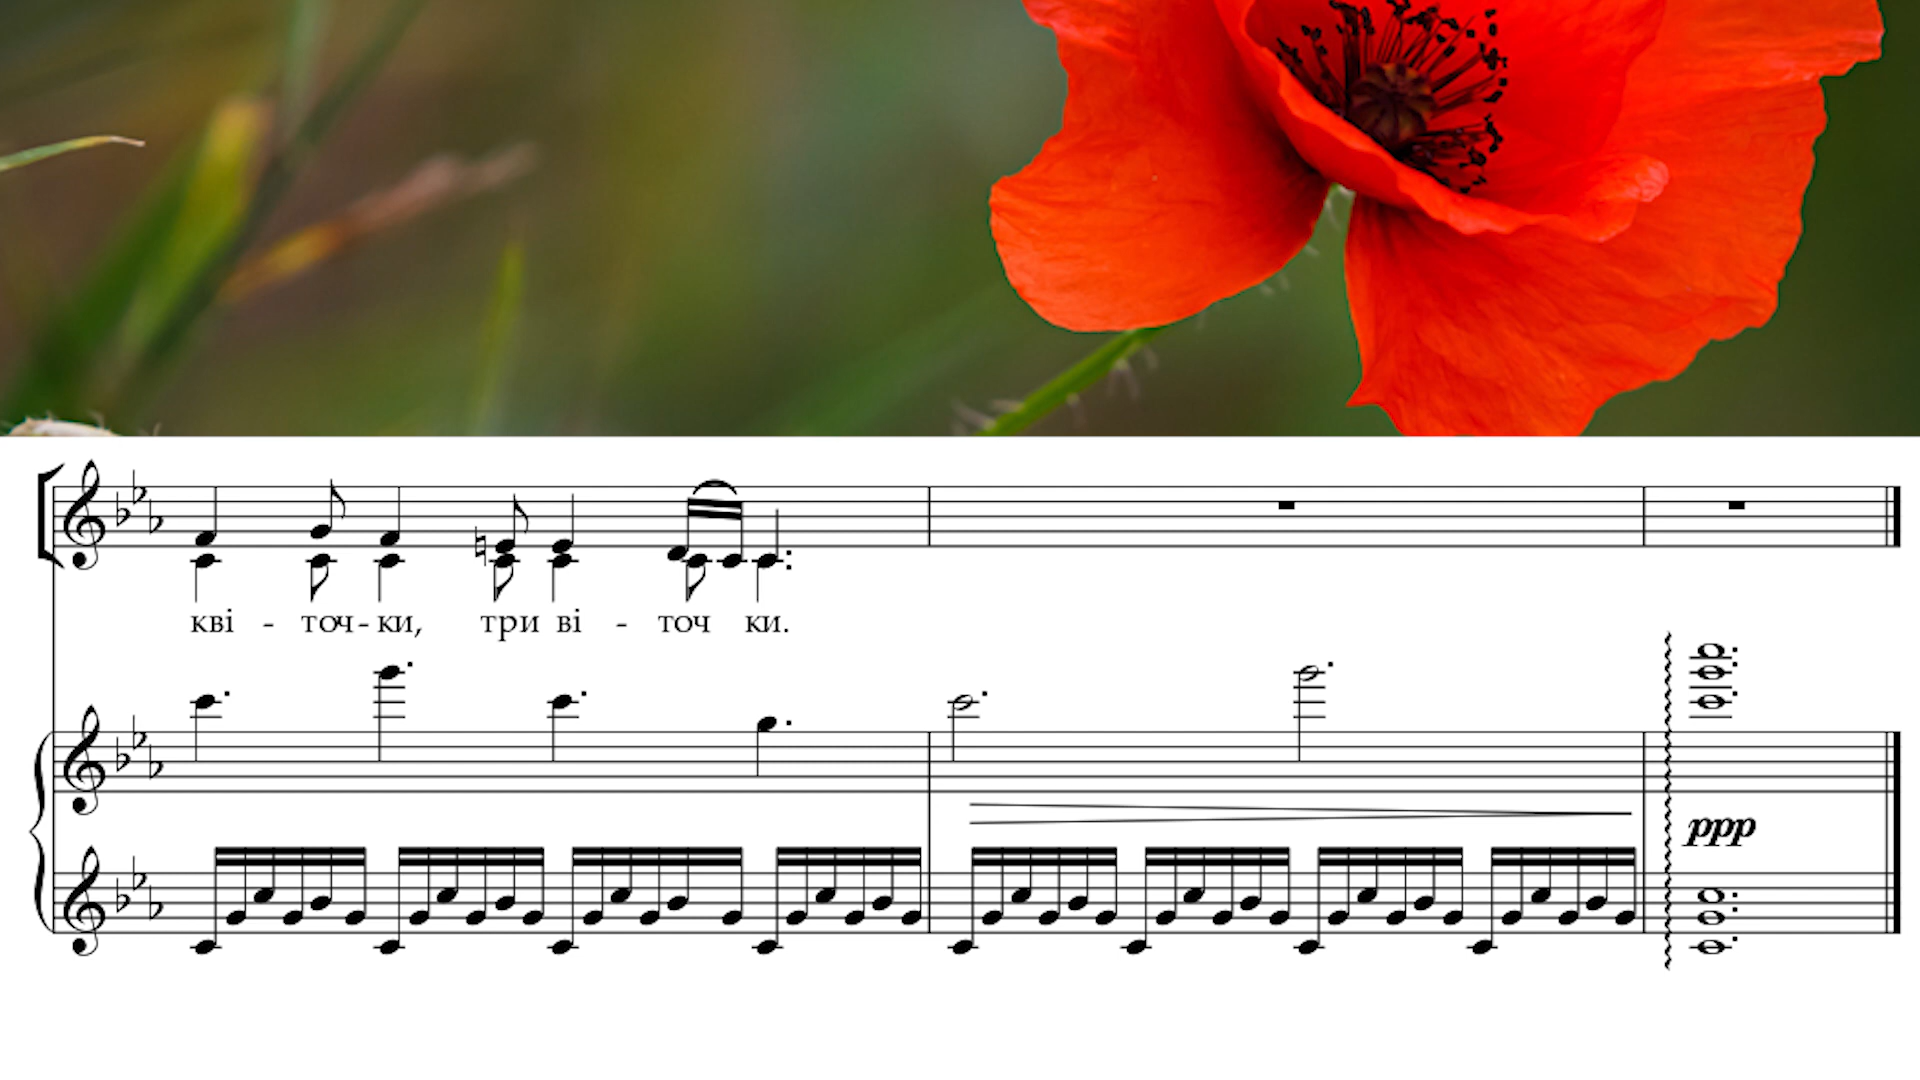 кві - точ - ки, три ві - точ ки.
ppp